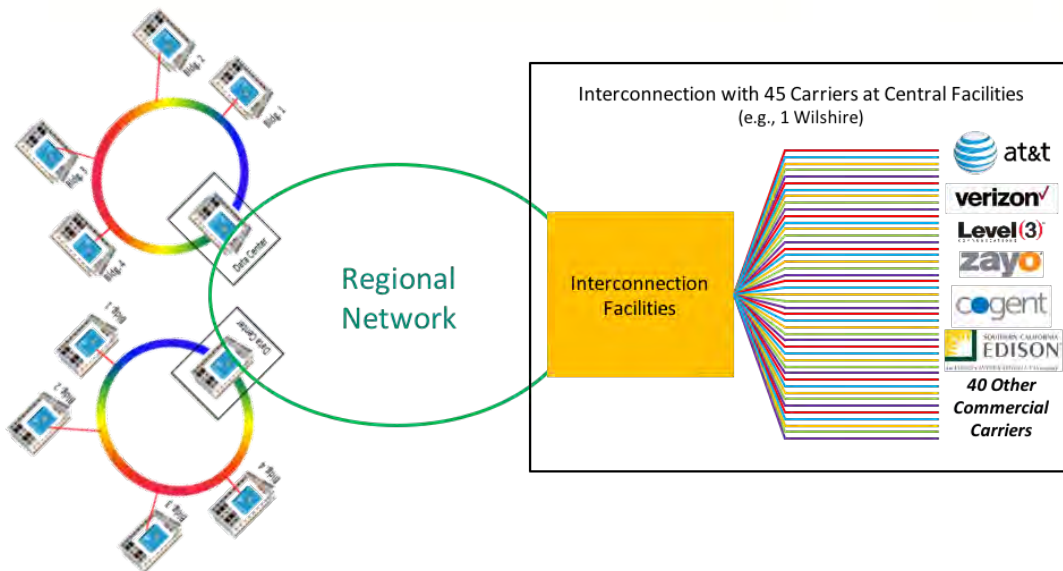 Bldg. 2
Bldg. 1
Bldg. 3
Bldg. 4
Data Center
Bldg. 1
Data Center
Bldg. 2
Bldg. 4
Bldg. 3
Regional
Network
Interconnection with 45 Carriers at Central Facilities
(e.g., 1 Wilshire)
Interconnection
Facilities
at&t
verizon
Level(3)
COMMUNICATIONS
zayo
cogent
SOUTHERN CALIFORNIA
EDISON
40 Other
Commercial
Carriers